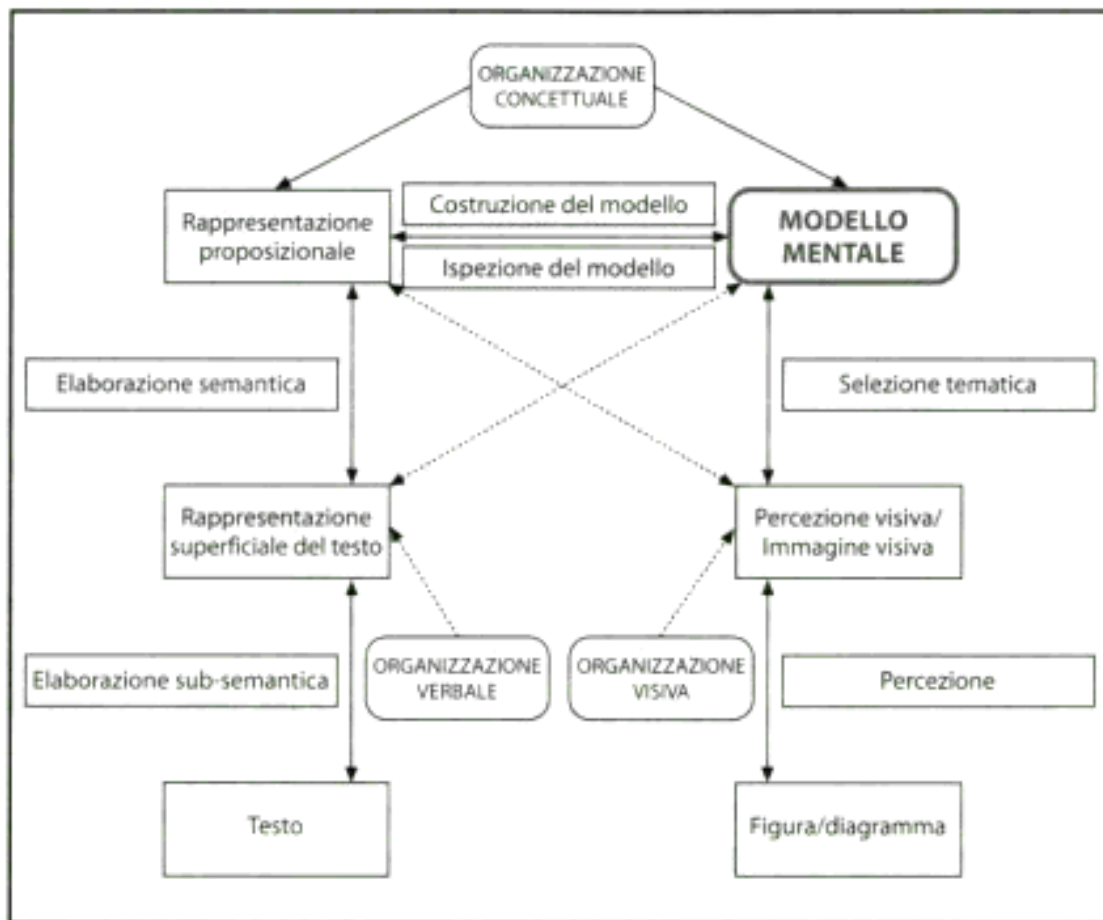 ORGANIZZAZIONE
CONCETTUALE
Rappresentazione
proposizionale
Costruzione del modello
Ispezione del modello
MODELLO
MENTALE
Elaborazione semantica
Selezione tematica
Rappresentazione
superficiale del testo
Percezione visiva/
Immagine visiva
Elaborazione sub-semantica
ORGANIZZAZIONE
VERBALE
ORGANIZZAZIONE
VISIVA
Percezione
Testo
Figura/diagramma